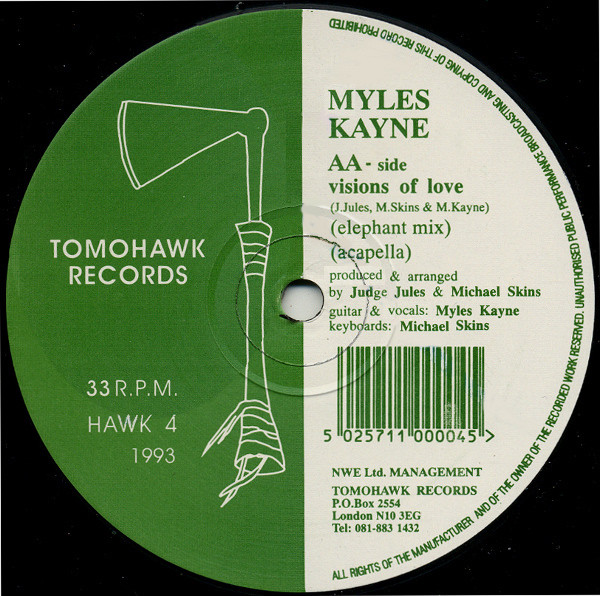 TOMOHAWK
RECORDS
33 R.P.M.
HAWK 4
1993
MYLES
KAYNE
AA - side
visions of love
(J.Jules, M.Skins & M.Kayne)
(elephant mix)
(acapella)
produced & arranged
by Judge Jules & Michael Skins
guitar & vocals: Myles Kayne
keyboards: Michael Skins
5 025711 000045 >
NWE Ltd. MANAGEMENT
TOMOHAWK RECORDS
P.O.Box 2554
London N10 3EG
Tel: 081-883 1432
ALL RIGHTS OF THE MANUFACTURER AND OF THE OWNER OF THE RECORDED WORK RESERVED. UNAUTHORISED PUBLIC PERFORMANCE BROADCASTING AND COPYING OF THIS RECORD PROHIBITED